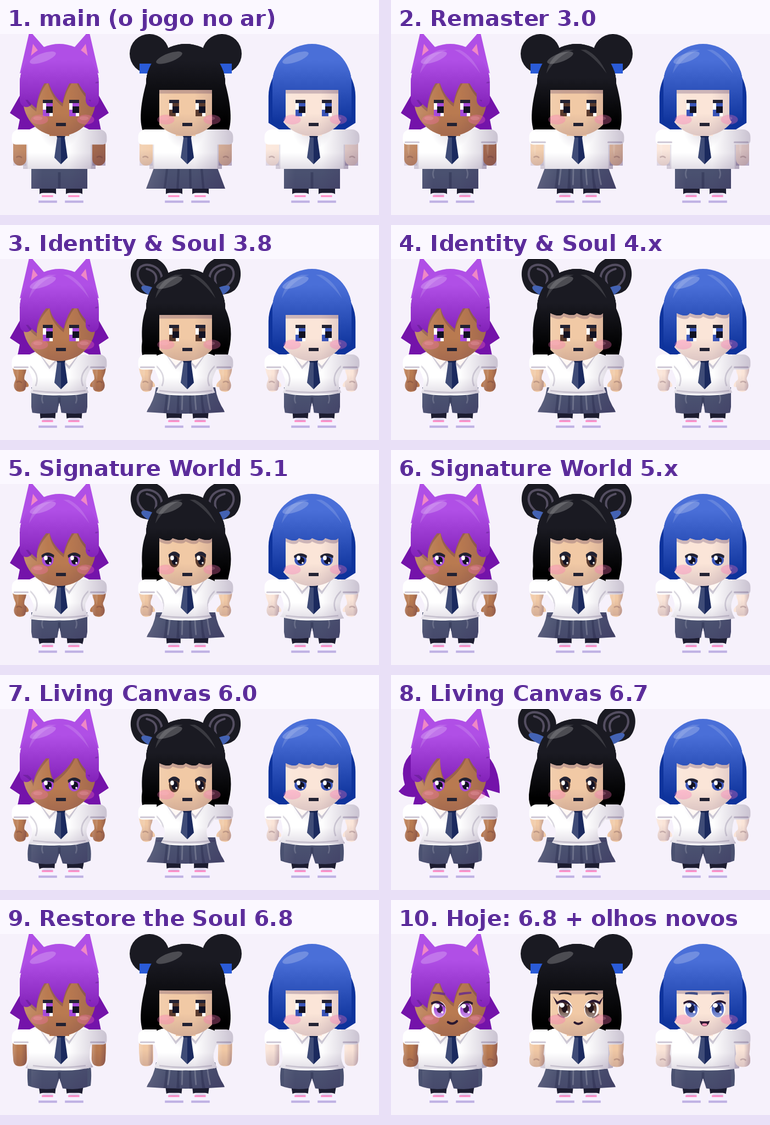 1. main (o jogo no ar)
2. Remaster 3.0
3. Identity & Soul 3.8
4. Identity & Soul 4.x
5. Signature World 5.1
6. Signature World 5.x
7. Living Canvas 6.0
8. Living Canvas 6.7
9. Restore the Soul 6.8
10. Hoje: 6.8 + olhos novos